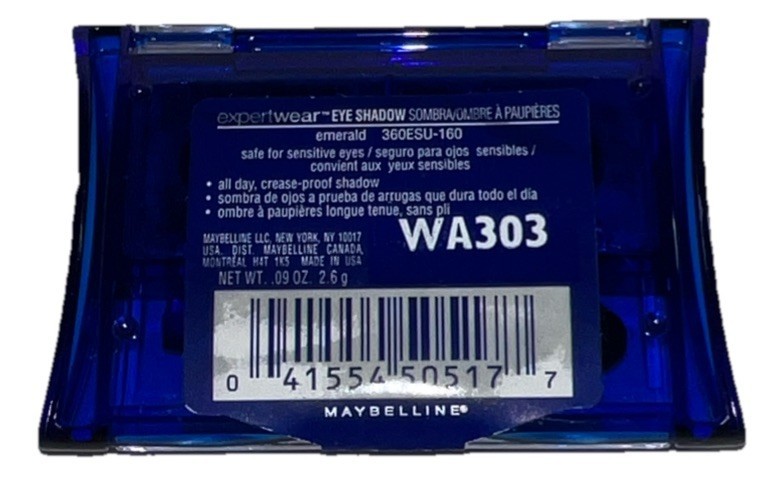 expertwear™ EYE SHADOW SOMBRA/OMBRE À PAUPIÈRES
emerald 360ESU-160
safe for sensitive eyes / seguro para ojos sensibles /
convient aux yeux sensibles
• all day, crease-proof shadow
• sombra de ojos a prueba de arrugas que dura todo el día
• ombre à paupières longue tenue, sans pli
WA303
MAYBELLINE LLC, NEW YORK, NY 10017
USA. DIST. MAYBELLINE CANADA,
MONTRÉAL H4T 1K5 MADE IN USA
NET WT. .09 OZ. 2.6 g
0 41554 50517 7
MAYBELLINE®